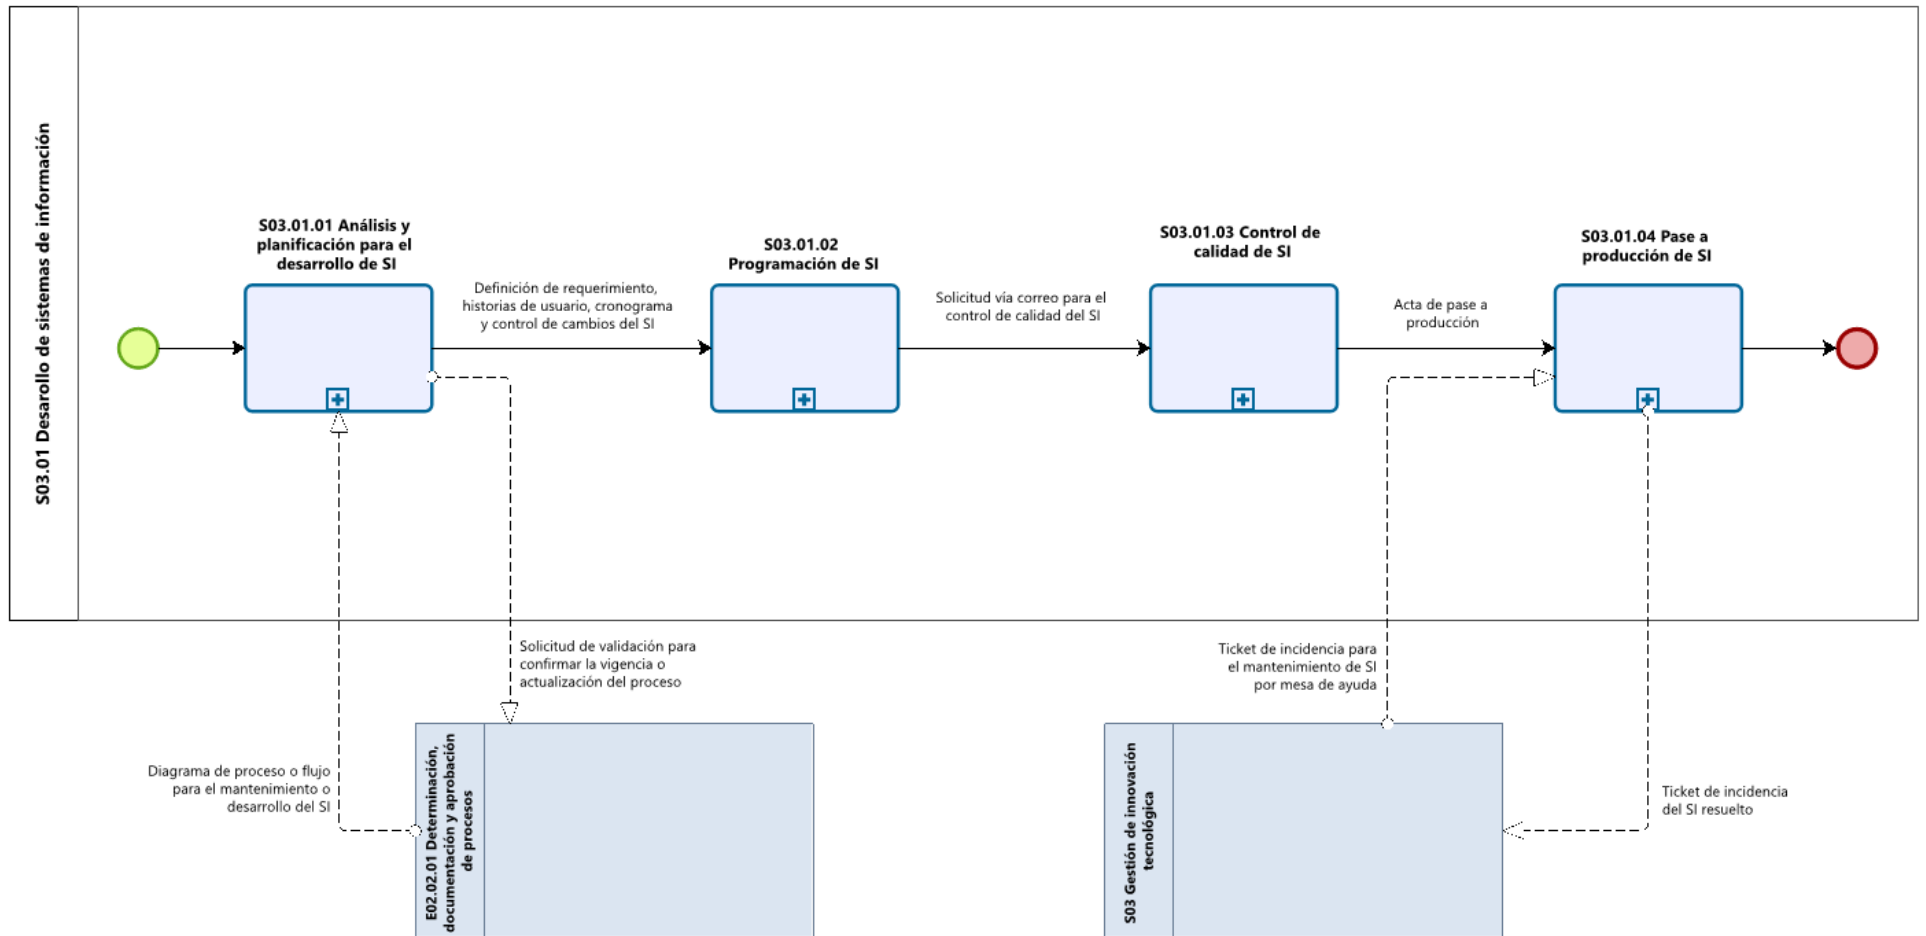 S03.01 Desarollo de sistemas de información
S03.01.01 Análisis y
planificación para el
desarrollo de SI
Definición de requerimiento,
historias de usuario, cronograma
y control de cambios del SI
S03.01.02
Programación de SI
Solicitud vía correo para el
control de calidad del SI
S03.01.03 Control de
calidad de SI
Acta de pase a
producción
S03.01.04 Pase a
producción de SI
Solicitud de validación para
confirmar la vigencia o
actualización del proceso
Ticket de incidencia para
el mantenimiento de SI
por mesa de ayuda
Diagrama de proceso o flujo
para el mantenimiento o
desarrollo del SI
E02.02.01 Determinación,
documentación y aprobación
de procesos
S03 Gestión de innovación
tecnológica
Ticket de incidencia
del SI resuelto